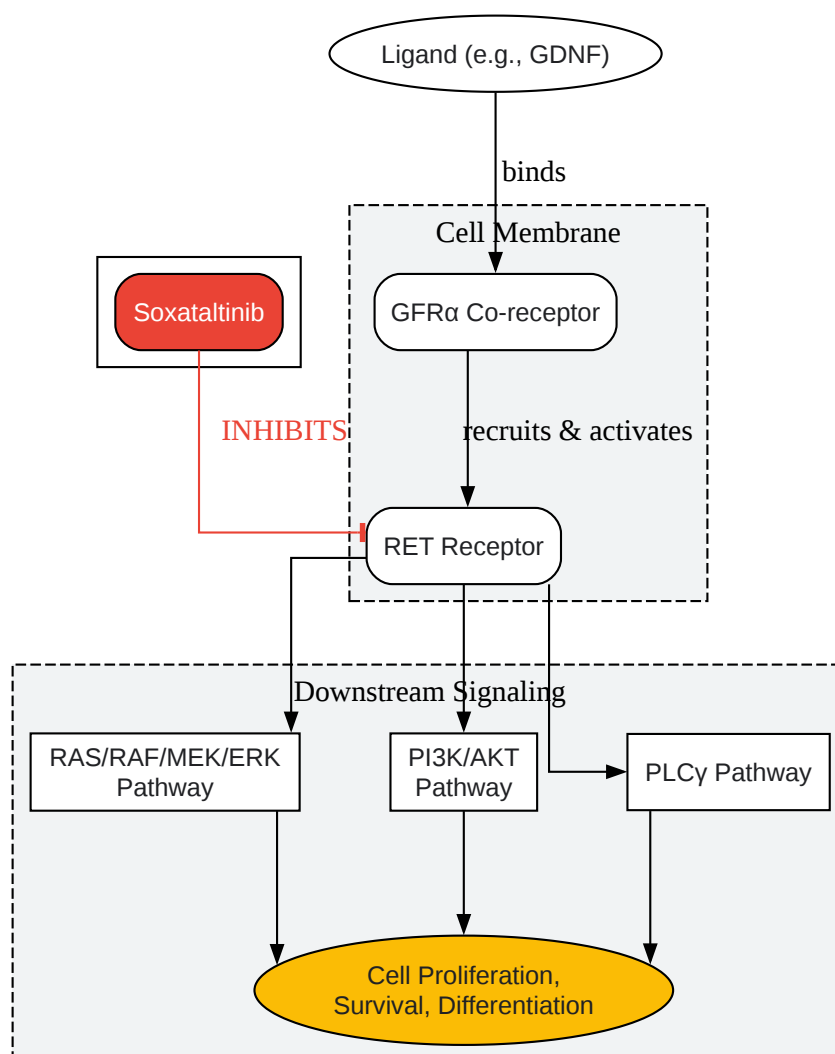 Ligand (e.g., GDNF)
binds
Cell Membrane
Soxataltinib
GFRα Co-receptor
INHIBITS
recruits & activates
RET Receptor
Downstream Signaling
RAS/RAF/MEK/ERK
Pathway
PI3K/AKT
Pathway
PLCγ Pathway
Cell Proliferation,
Survival, Differentiation